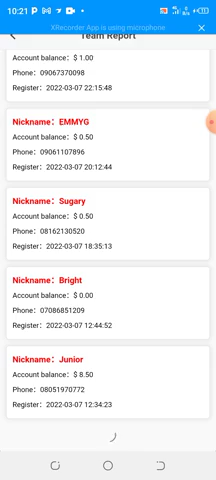 10:21
XRecorder App is using microphone
Team Report
Account balance: $ 1.00
Phone: 09067370098
Register: 2022-03-07 22:15:48
Nickname: EMMYG
Account balance: $ 0.50
Phone: 09061107896
Register: 2022-03-07 20:12:44
Nickname: Sugary
Account balance: $ 0.50
Phone: 08162130520
Register: 2022-03-07 18:35:13
Nickname: Bright
Account balance: $ 0.00
Phone: 07086851209
Register: 2022-03-07 12:44:52
Nickname: Junior
Account balance: $ 8.50
Phone: 08051970772
Register: 2022-03-07 12:34:23